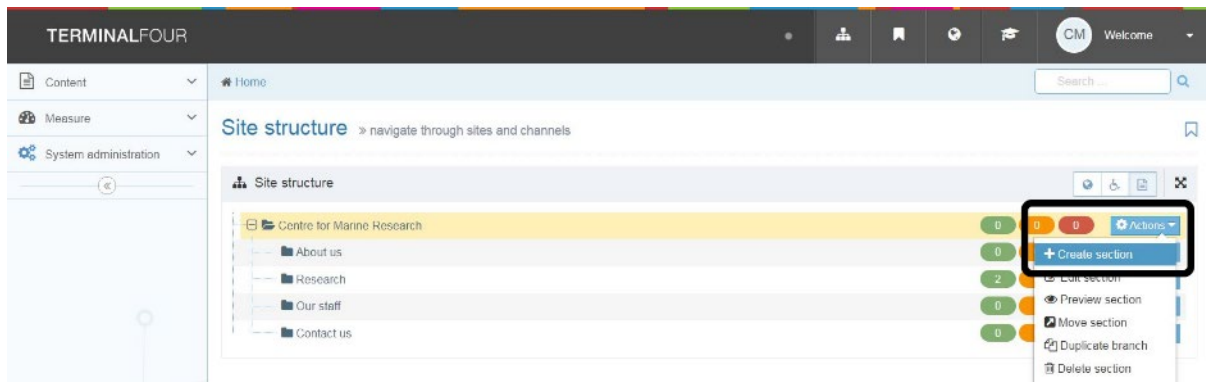 TERMINALFOUR
CM Welcome
Content
Home
Search ...
Measure
Site structure » navigate through sites and channels
System administration
Site structure
Centre for Marine Research 0 0 0 Actions
About us 0
Create section
Research 2
Edit section
Preview section
Our staff 0
Move section
Contact us 0
Duplicate branch
Delete section